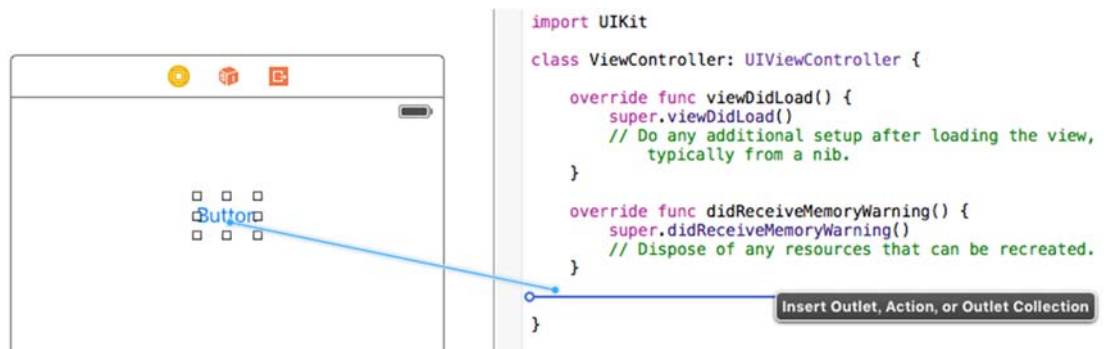 Button
import UIKit
class ViewController: UIViewController {
override func viewDidLoad() {
super.viewDidLoad()
// Do any additional setup after loading the view,
typically from a nib.
}
override func didReceiveMemoryWarning() {
super.didReceiveMemoryWarning()
// Dispose of any resources that can be recreated.
}
Insert Outlet, Action, or Outlet Collection
}